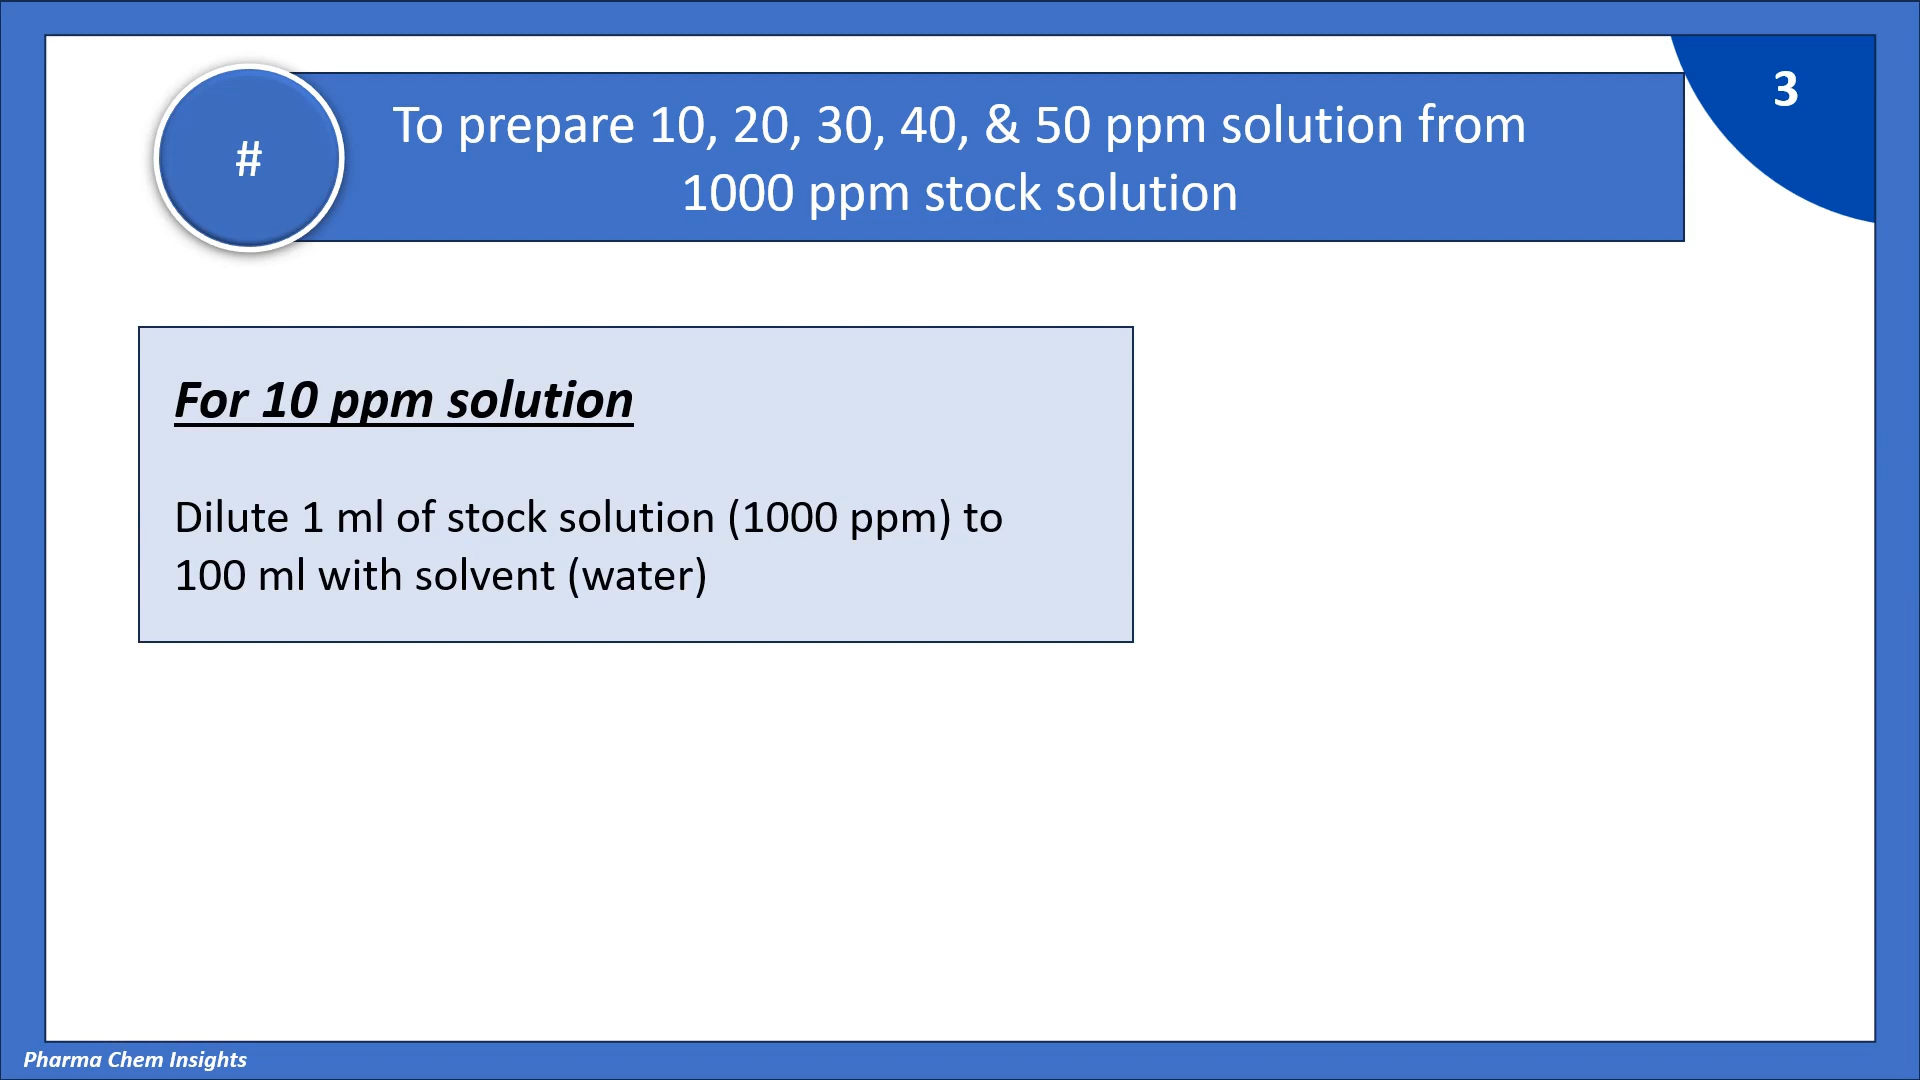 3
#
To prepare 10, 20, 30, 40, & 50 ppm solution from
1000 ppm stock solution
For 10 ppm solution
Dilute 1 ml of stock solution (1000 ppm) to
100 ml with solvent (water)
Pharma Chem Insights